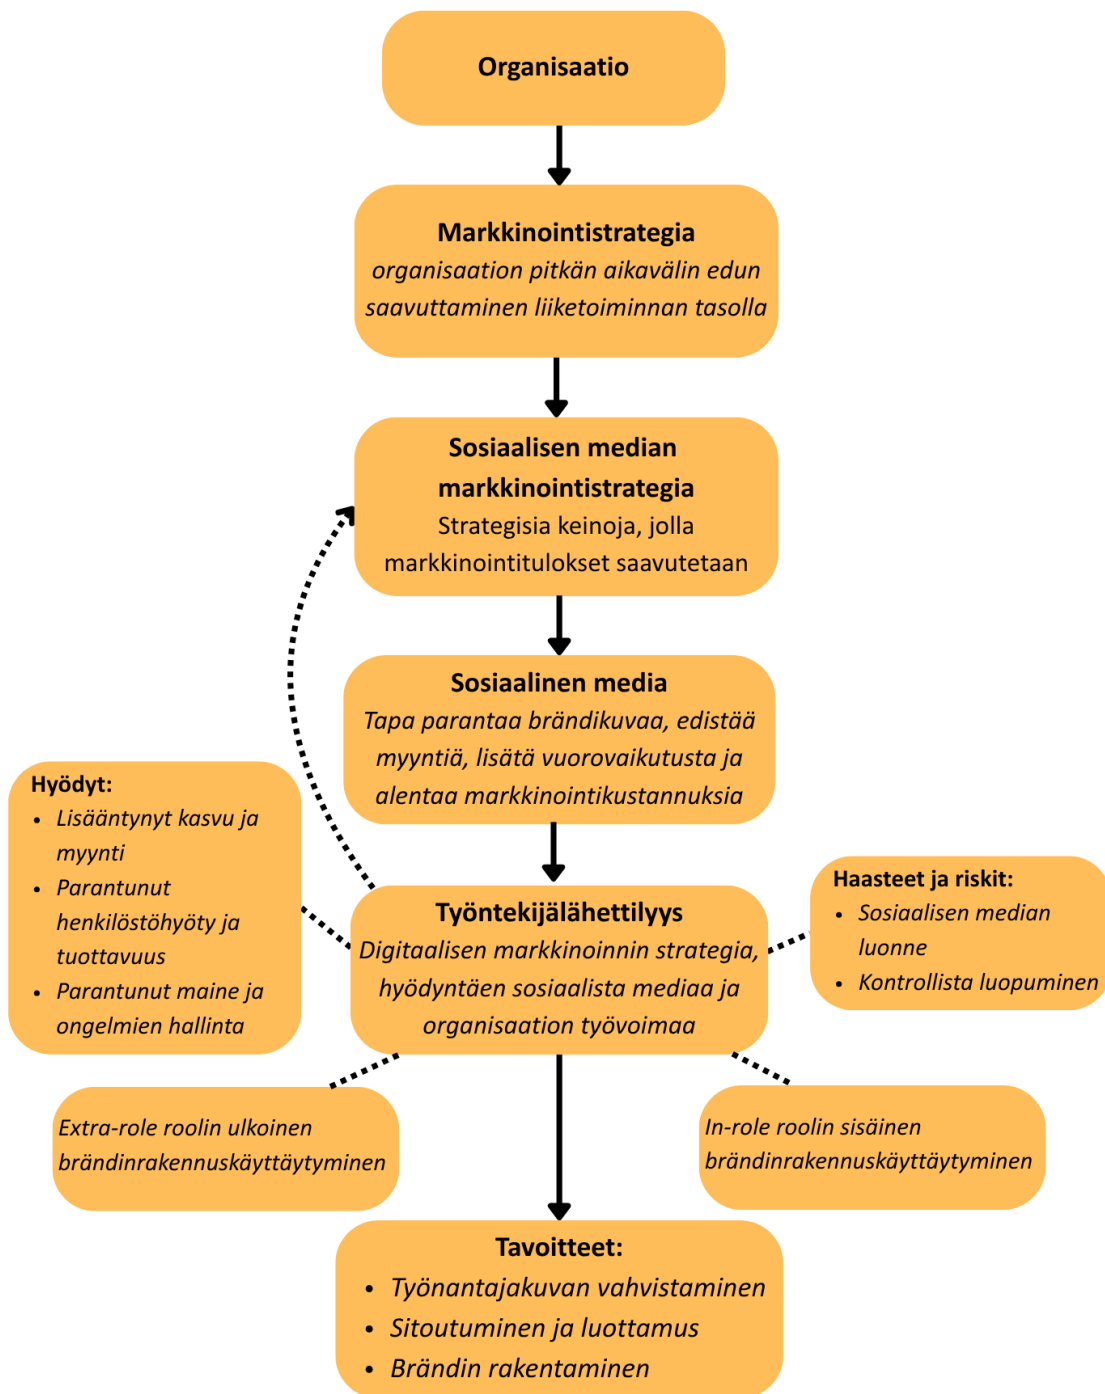 Organisaatio
Markkinointistrategia
organisaation pitkän aikavälin edun
saavuttaminen liiketoiminnan tasolla
Sosiaalisen median
markkinointistrategia
Strategisia keinoja, jolla
markkinointitulokset saavutetaan
Sosiaalinen media
Tapa parantaa brändikuvaa, edistää
myyntiä, lisätä vuorovaikutusta ja
alentaa markkinointikustannuksia
Hyödyt:
• Lisääntynyt kasvu ja
myynti
• Parantunut
henkilöstöhyöty ja
tuottavuus
• Parantunut maine ja
ongelmien hallinta
Työntekijälähettilyys
Digitaalisen markkinoinnin strategia,
hyödyntäen sosiaalista mediaa ja
organisaation työvoimaa
Haasteet ja riskit:
• Sosiaalisen median
luonne
• Kontrollista luopuminen
Extra-role roolin ulkoinen
brändinrakennuskäyttäytyminen
In-role roolin sisäinen
brändinrakennuskäyttäytyminen
Tavoitteet:
• Työnantajakuvan vahvistaminen
• Sitoutuminen ja luottamus
• Brändin rakentaminen